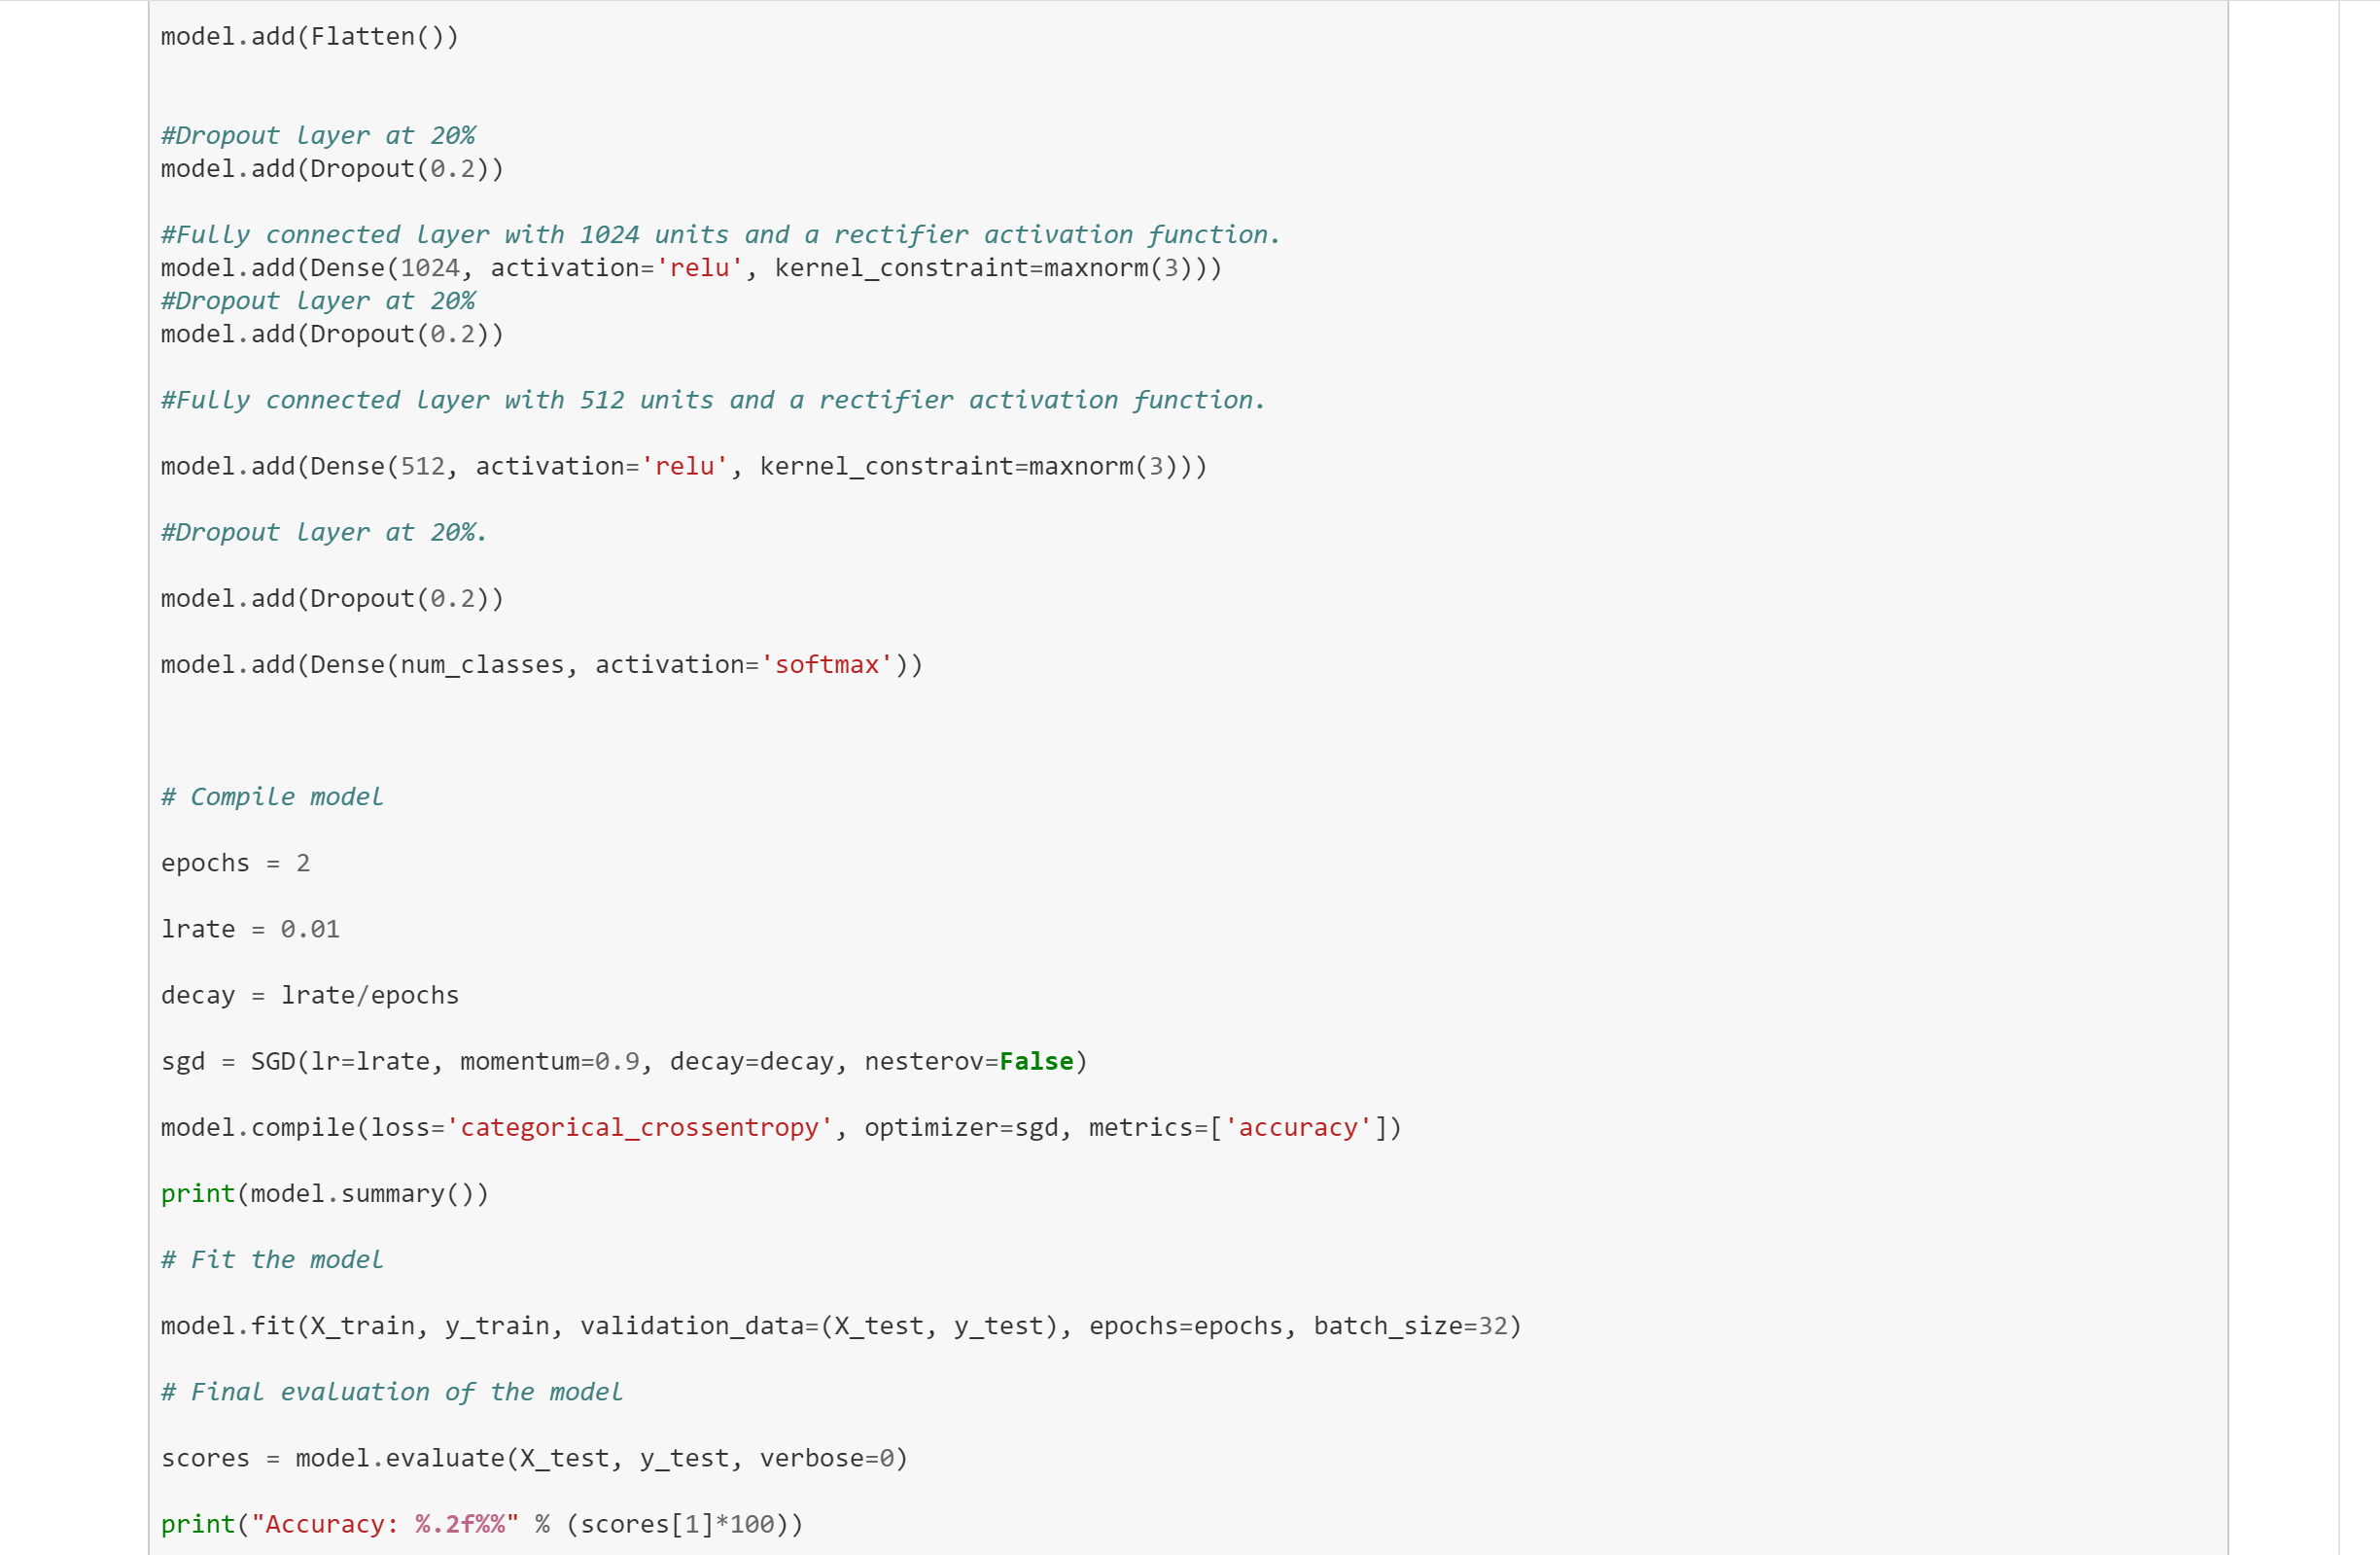 model.add(Flatten())
#Dropout layer at 20%
model.add(Dropout(0.2))
#Fully connected layer with 1024 units and a rectifier activation function.
model.add(Dense(1024, activation='relu', kernel_constraint=maxnorm(3)))
#Dropout layer at 20%
model.add(Dropout(0.2))
#Fully connected layer with 512 units and a rectifier activation function.
model.add(Dense(512, activation='relu', kernel_constraint=maxnorm(3)))
#Dropout layer at 20%.
model.add(Dropout(0.2))
model.add(Dense(num_classes, activation='softmax'))
# Compile model
epochs = 2
lrate = 0.01
decay = lrate/epochs
sgd = SGD(lr=lrate, momentum=0.9, decay=decay, nesterov=False)
model.compile(loss='categorical_crossentropy', optimizer=sgd, metrics=['accuracy'])
print(model.summary())
# Fit the model
model.fit(X_train, y_train, validation_data=(X_test, y_test), epochs=epochs, batch_size=32)
# Final evaluation of the model
scores = model.evaluate(X_test, y_test, verbose=0)
print("Accuracy: %.2f%%" % (scores[1]*100))